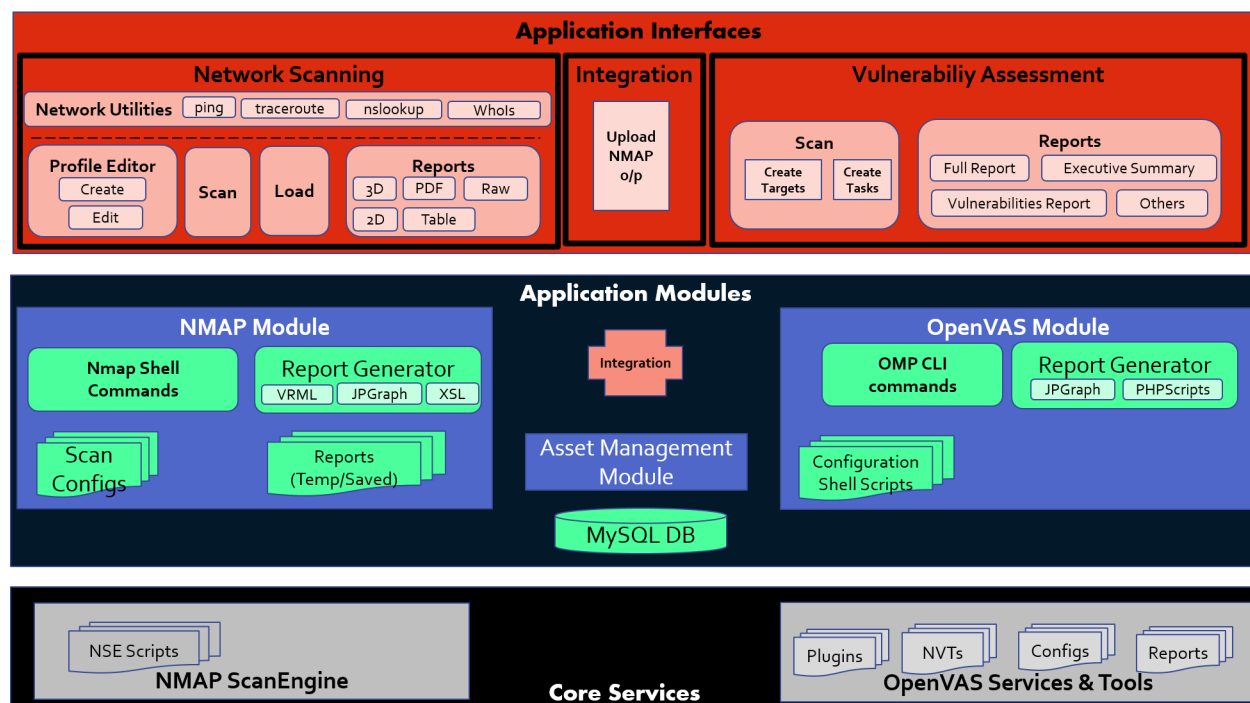 Application Interfaces
Network Scanning
Network Utilities ping traceroute nslookup WhoIs
Profile Editor
Create
Edit
Scan
Load
Reports
3D PDF Raw
2D Table
Integration
Upload
NMAP
o/p
Vulnerabiliy Assessment
Scan
Create
Targets
Create
Tasks
Reports
Full Report Executive Summary
Vulnerabilities Report Others
Application Modules
NMAP Module
Nmap Shell
Commands
Report Generator
VRML JPGraph XSL
Scan
Configs
Reports
(Temp/Saved)
Integration
Asset Management
Module
MySQL DB
OpenVAS Module
OMP CLI
commands
Report Generator
JPGraph PHPScripts
Configuration
Shell Scripts
NSE Scripts
NMAP ScanEngine
Core Services
Plugins NVTs Configs Reports
OpenVAS Services & Tools